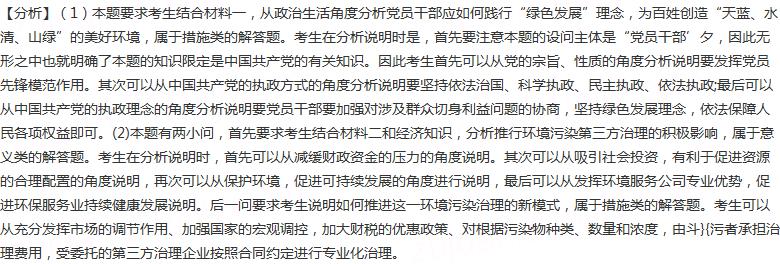 【分析】（1）本题要求考生结合材料一，从政治生活角度分析党员干部应如何践行“绿色发展”理念，为百姓创造“天蓝、水
清、山绿”的美好环境，属于措施类的解答题。考生在分析说明时是，首先要注意本题的设问主体是“党员干部’夕，因此无
形之中也就明确了本题的知识限定是中国共产党的有关知识。因此考生首先可以从党的宗旨、性质的角度分析说明要发挥党员
先锋模范作用。其次可以从中国共产党的执政方式的角度分析说明要坚持依法治国、科学执政、民主执政、依法执政;最后可以
从中国共产党的执政理念的角度分析说明要党员干部要加强对涉及群众切身利益问题的协商，坚持绿色发展理念，依法保障人
民各项权益即可。(2)本题有两小问，首先要求考生结合材料二和经济知识，分析推行环境污染第三方治理的积极影响，属于意
义类的解答题。考生在分析说明时，首先可以从减缓财政资金的压力的角度说明。其次可以从吸引社会投资，有利于促进资源
的合理配置的角度说明，再次可以从保护环境，促进可持续发展的角度进行说明，最后可以从发挥环境服务公司专业优势，促
进环保服务业持续健康发展说明。后一问要求考生说明如何推进这一环境污染治理的新模式，属于措施类的解答题。考生可以
从充分发挥市场的调节作用、加强国家的宏观调控，加大财税的优惠政策、对根据污染物种类、数量和浓度，由斗}{污者承担治
理费用，受委托的第三方治理企业按照合同约定进行专业化治理。